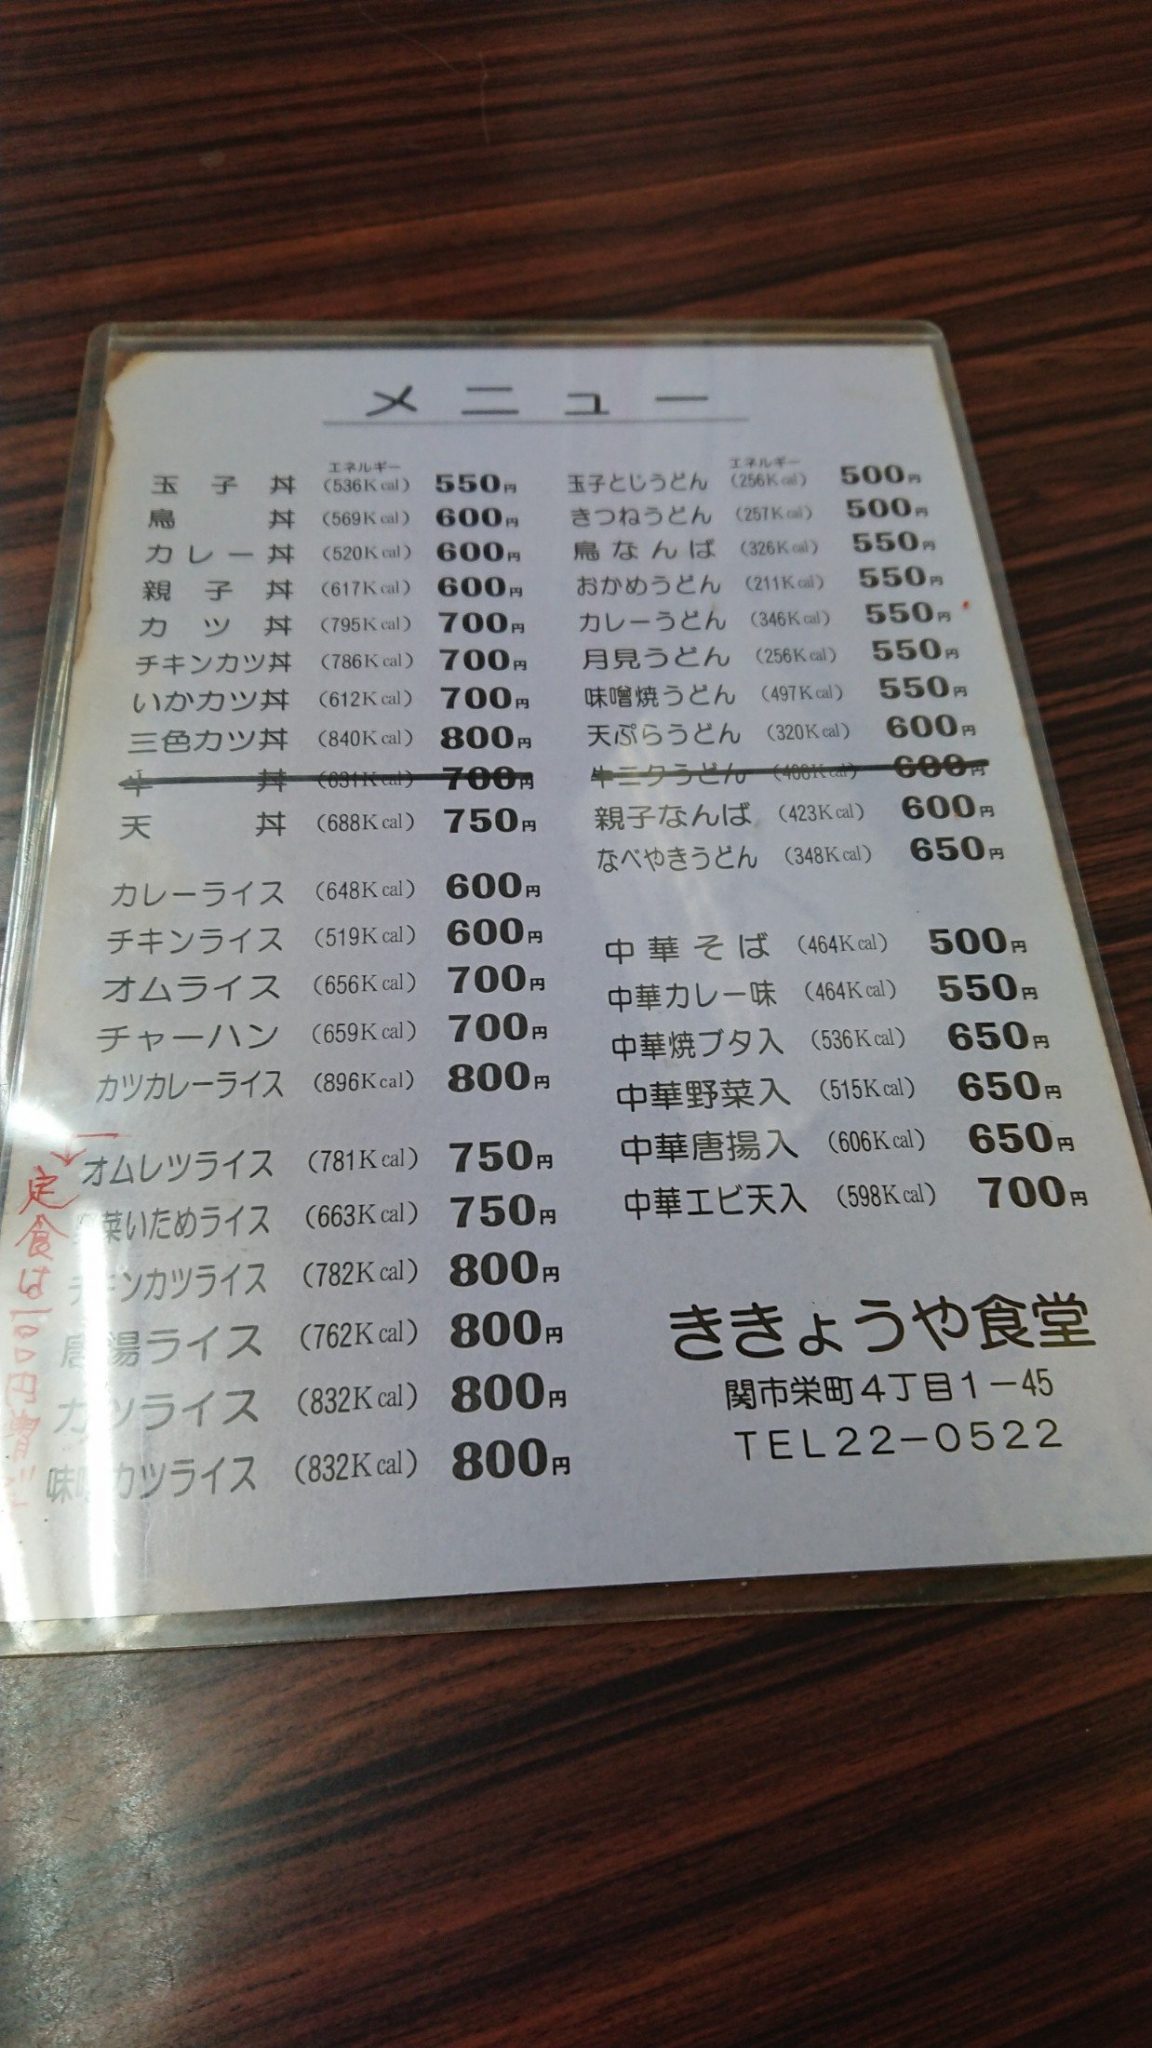 メニュー
エネルギー
玉子丼 (536Kcal) 550円
鳥丼 (569Kcal) 600円
カレー丼 (520Kcal) 600円
親子丼 (617Kcal) 600円
カツ丼 (795Kcal) 700円
チキンカツ丼 (786Kcal) 700円
いかカツ丼 (612Kcal) 700円
三色カツ丼 (840Kcal) 800円
牛丼 (631Kcal) 700円
天丼 (688Kcal) 750円
カレーライス (648Kcal) 600円
チキンライス (519Kcal) 600円
オムライス (656Kcal) 700円
チャーハン (659Kcal) 700円
カツカレーライス (896Kcal) 800円
オムレツライス (781Kcal) 750円
菜いためライス (663Kcal) 750円
チキンカツライス (782Kcal) 800円
唐揚ライス (762Kcal) 800円
カツライス (832Kcal) 800円
味噌カツライス (832Kcal) 800円
定食は100円増
エネルギー
玉子とじうどん (256Kcal) 500円
きつねうどん (257Kcal) 500円
鳥なんば (326Kcal) 550円
おかめうどん (211Kcal) 550円
カレーうどん (346Kcal) 550円
月見うどん (256Kcal) 550円
味噌焼うどん (497Kcal) 550円
天ぷらうどん (320Kcal) 600円
牛ニクうどん (468Kcal) 600円
親子なんば (423Kcal) 600円
なべやきうどん (348Kcal) 650円
中華そば (464Kcal) 500円
中華カレー味 (464Kcal) 550円
中華焼ブタ入 (536Kcal) 650円
中華野菜入 (515Kcal) 650円
中華唐揚入 (606Kcal) 650円
中華エビ天入 (598Kcal) 700円
ききょうや食堂
関市栄町4丁目1-45
TEL22-0522